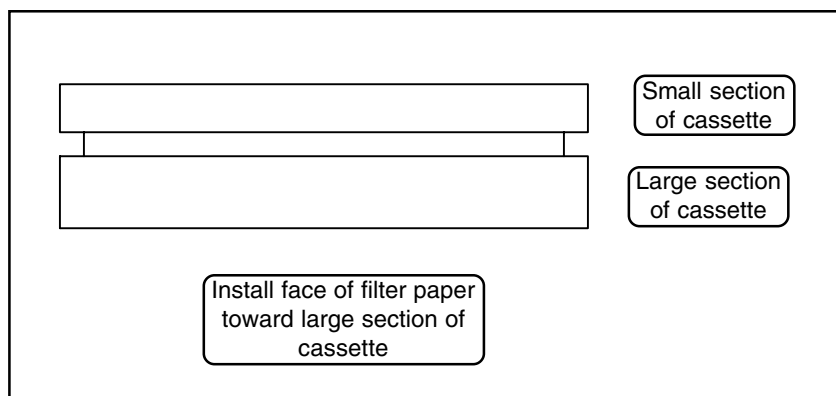 Small section
of cassette
Large section
of cassette
Install face of filter paper
toward large section of
cassette